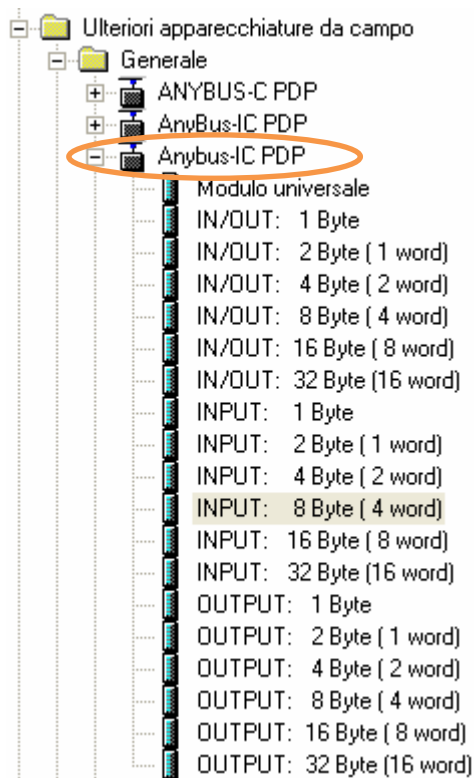 Ulteriori apparecchiature da campo
Generale
ANYBUS-C PDP
AnyBus-IC PDP
Anybus-IC PDP
Modulo universale
IN/OUT: 1 Byte
IN/OUT: 2 Byte ( 1 word)
IN/OUT: 4 Byte ( 2 word)
IN/OUT: 8 Byte ( 4 word)
IN/OUT: 16 Byte ( 8 word)
IN/OUT: 32 Byte (16 word)
INPUT: 1 Byte
INPUT: 2 Byte ( 1 word)
INPUT: 4 Byte ( 2 word)
INPUT: 8 Byte ( 4 word)
INPUT: 16 Byte ( 8 word)
INPUT: 32 Byte (16 word)
OUTPUT: 1 Byte
OUTPUT: 2 Byte ( 1 word)
OUTPUT: 4 Byte ( 2 word)
OUTPUT: 8 Byte ( 4 word)
OUTPUT: 16 Byte ( 8 word)
OUTPUT: 32 Byte (16 word)